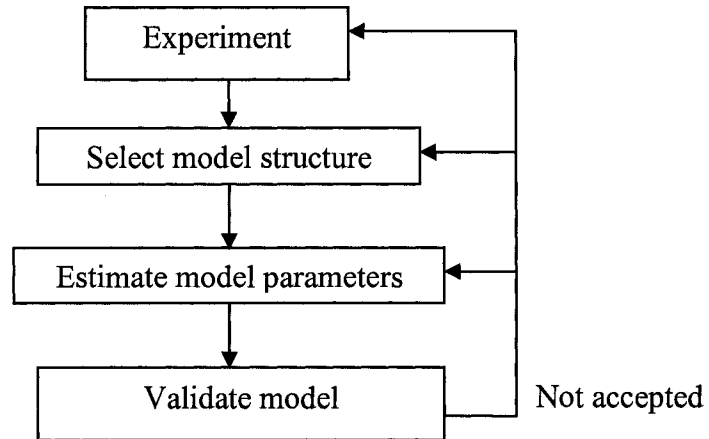 Experiment
Select model structure
Estimate model parameters
Validate model
Not accepted